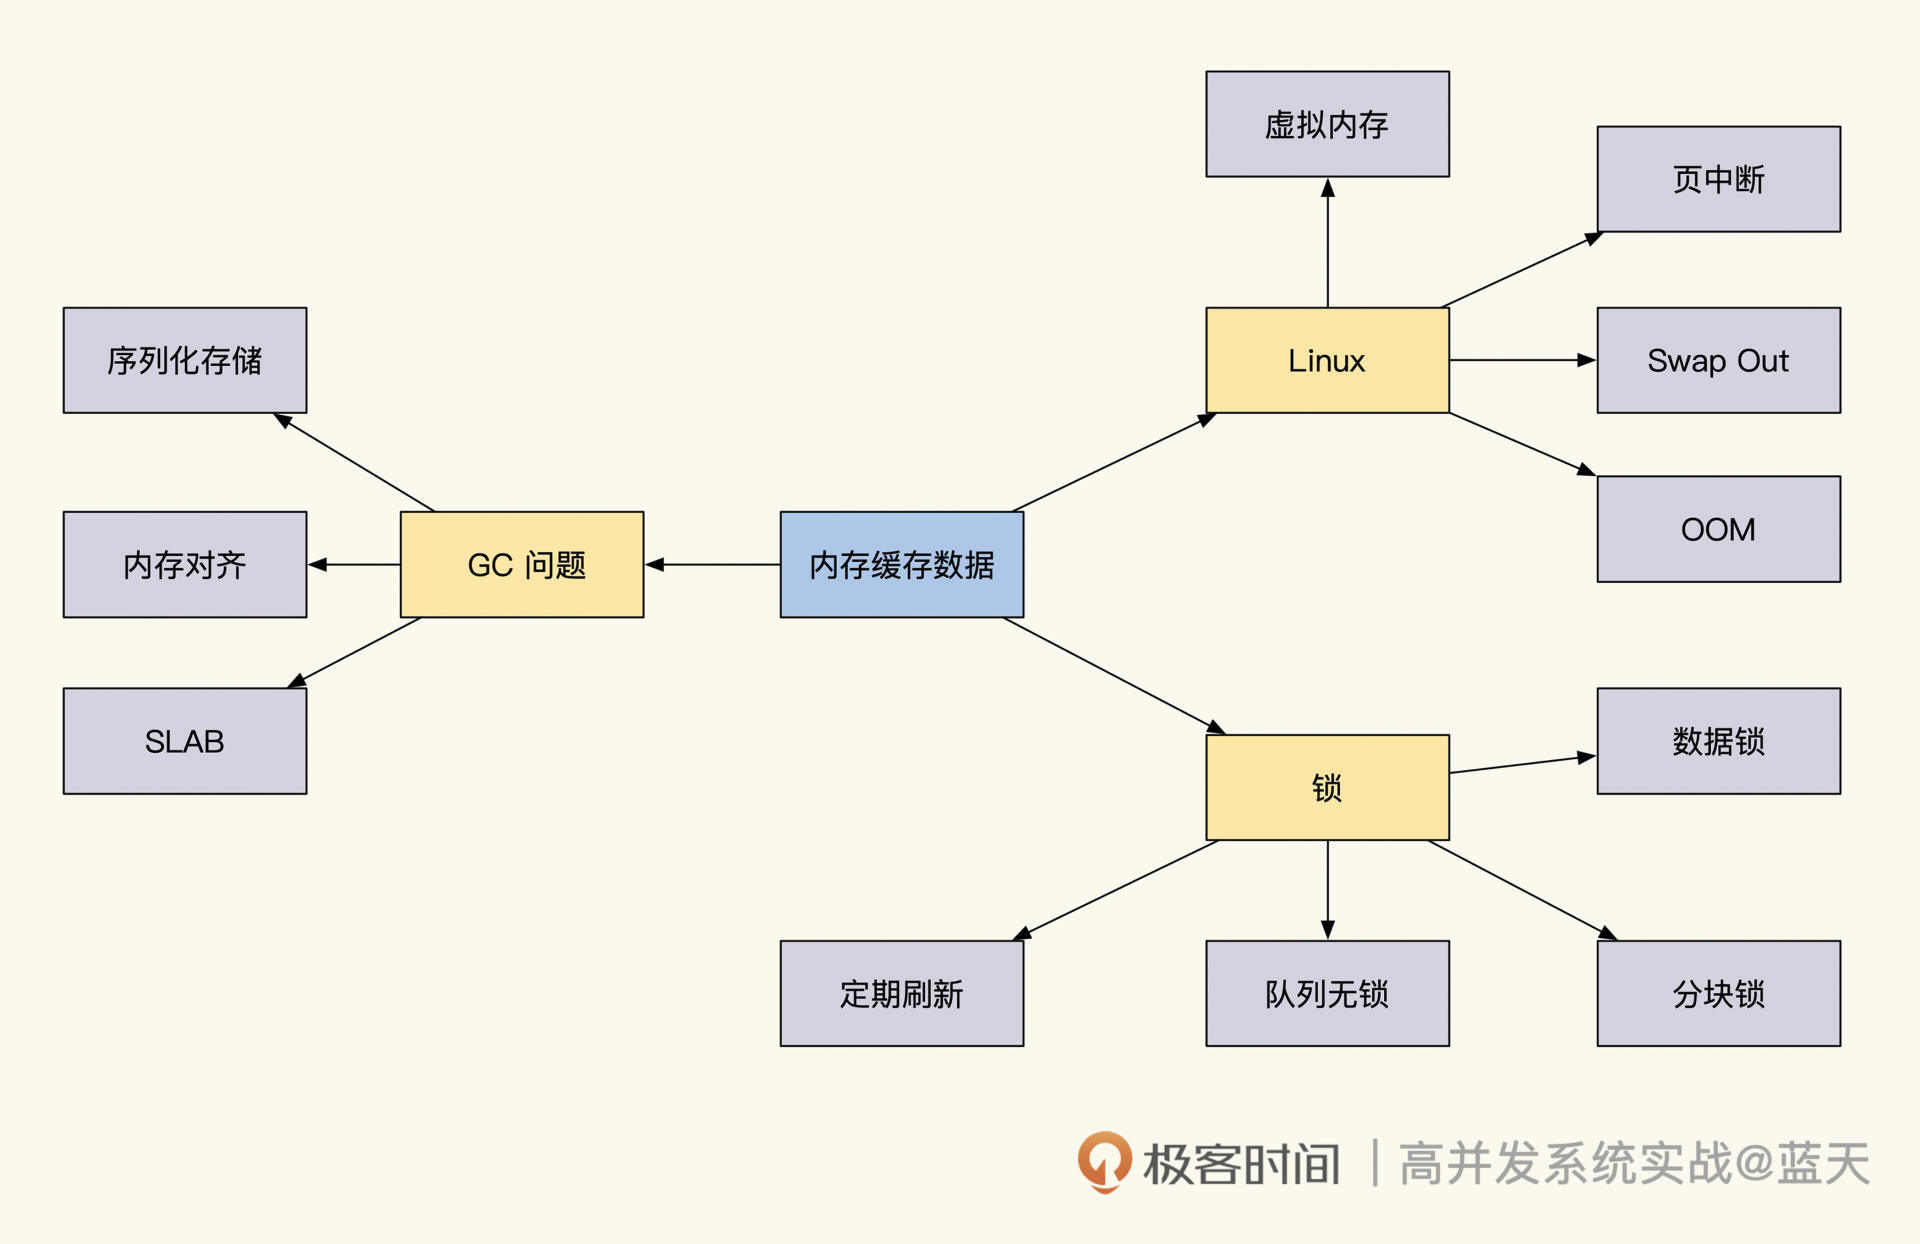 虚拟内存
页中断
序列化存储
Linux
Swap Out
OOM
内存对齐
GC 问题
内存缓存数据
SLAB
数据锁
锁
定期刷新
队列无锁
分块锁
极客时间 | 高并发系统实战@蓝天